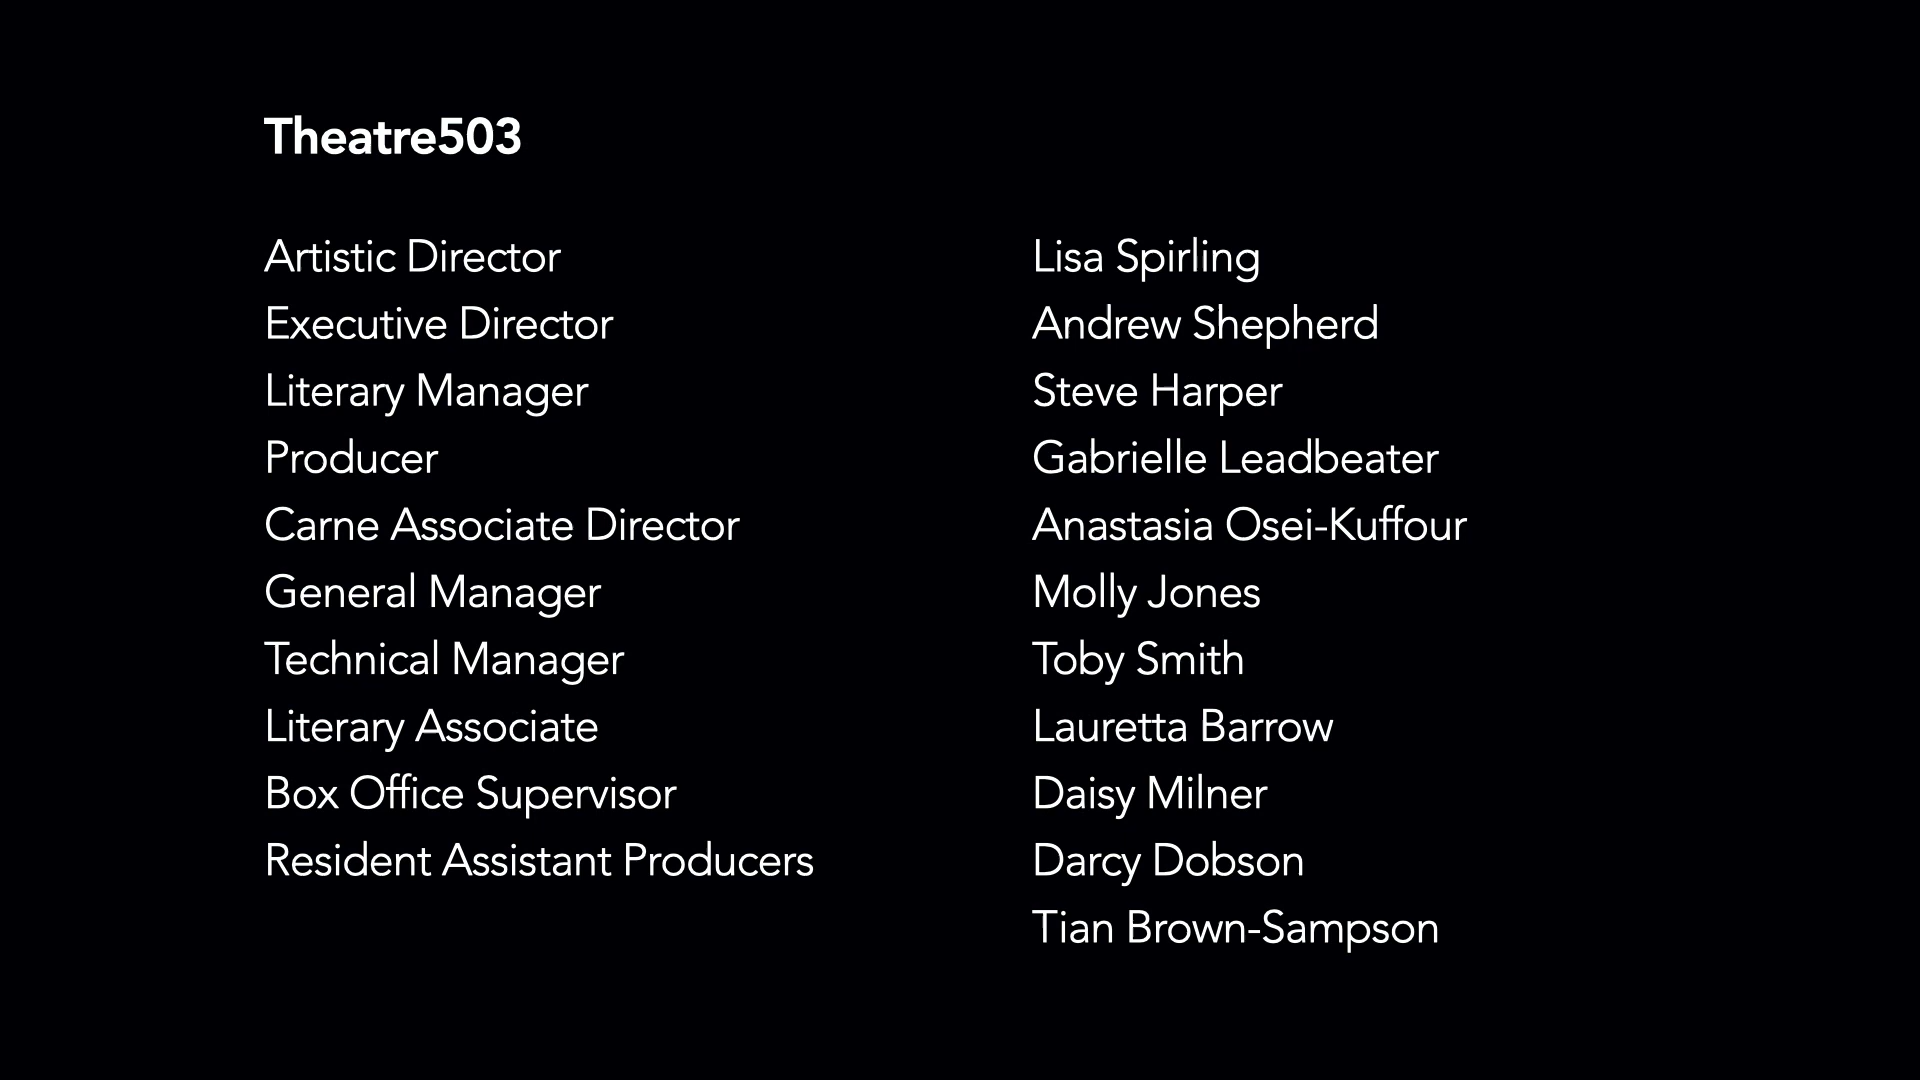 Theatre503
Artistic Director Lisa Spirling
Executive Director Andrew Shepherd
Literary Manager Steve Harper
Producer Gabrielle Leadbeater
Carne Associate Director Anastasia Osei-Kuffour
General Manager Molly Jones
Technical Manager Toby Smith
Literary Associate Lauretta Barrow
Box Office Supervisor Daisy Milner
Resident Assistant Producers Darcy Dobson
Tian Brown-Sampson